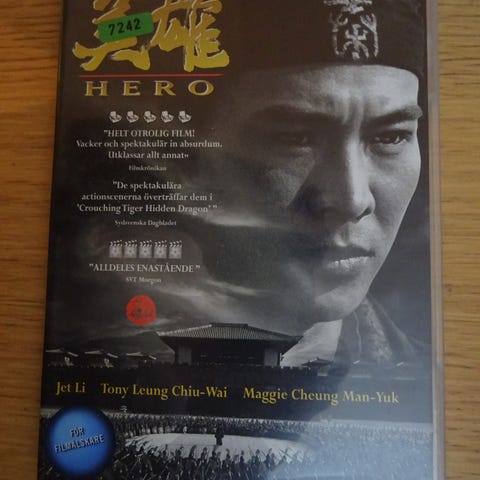 英雄
7242
HERO
"HELT OTROLIG FILM!
Vacker och spektakulär in absurdum.
Utklassar allt annat»
Filmkrönikan
"De spektakulära
actionscenerna överträffar dem i
'Crouching Tiger Hidden Dragon' "
Sydsvenska Dagbladet
"ALLDELES ENASTÅENDE "
SVT Morgon
Jet Li Tony Leung Chiu-Wai Maggie Cheung Man-Yuk
FÖR
FILMÄLSKARE